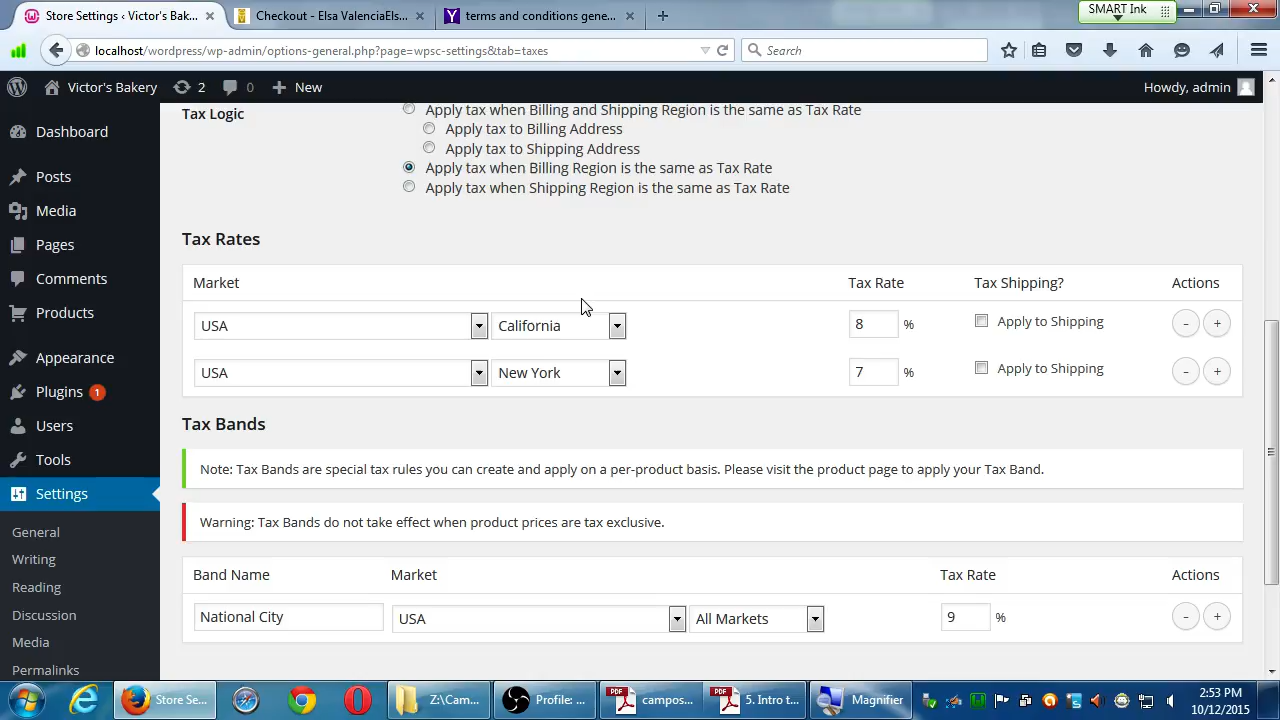 Store Settings ‹ Victor's Bak... ×
Checkout - Elsa ValenciaEls... ×
terms and conditions gene... ×
SMART Ink
localhost/wordpress/wp-admin/options-general.php?page=wpsc-settings&tab=taxes
Search
Victor's Bakery
2
0
New
Howdy, admin
Dashboard
Posts
Media
Pages
Comments
Products
Appearance
Plugins 1
Users
Tools
Settings
General
Writing
Reading
Discussion
Media
Permalinks
Tax Logic
Apply tax when Billing and Shipping Region is the same as Tax Rate
Apply tax to Billing Address
Apply tax to Shipping Address
Apply tax when Billing Region is the same as Tax Rate
Apply tax when Shipping Region is the same as Tax Rate
Tax Rates
Market Tax Rate Tax Shipping? Actions
USA California 8 % Apply to Shipping - +
USA New York 7 % Apply to Shipping - +
Tax Bands
Note: Tax Bands are special tax rules you can create and apply on a per-product basis. Please visit the product page to apply your Tax Band.
Warning: Tax Bands do not take effect when product prices are tax exclusive.
Band Name Market Tax Rate Actions
National City USA All Markets 9 % - +
Store Se...
Z:\Cam...
Profile: ...
PDF campos...
PDF 5. Intro t...
Magnifier
2:53 PM
10/12/2015